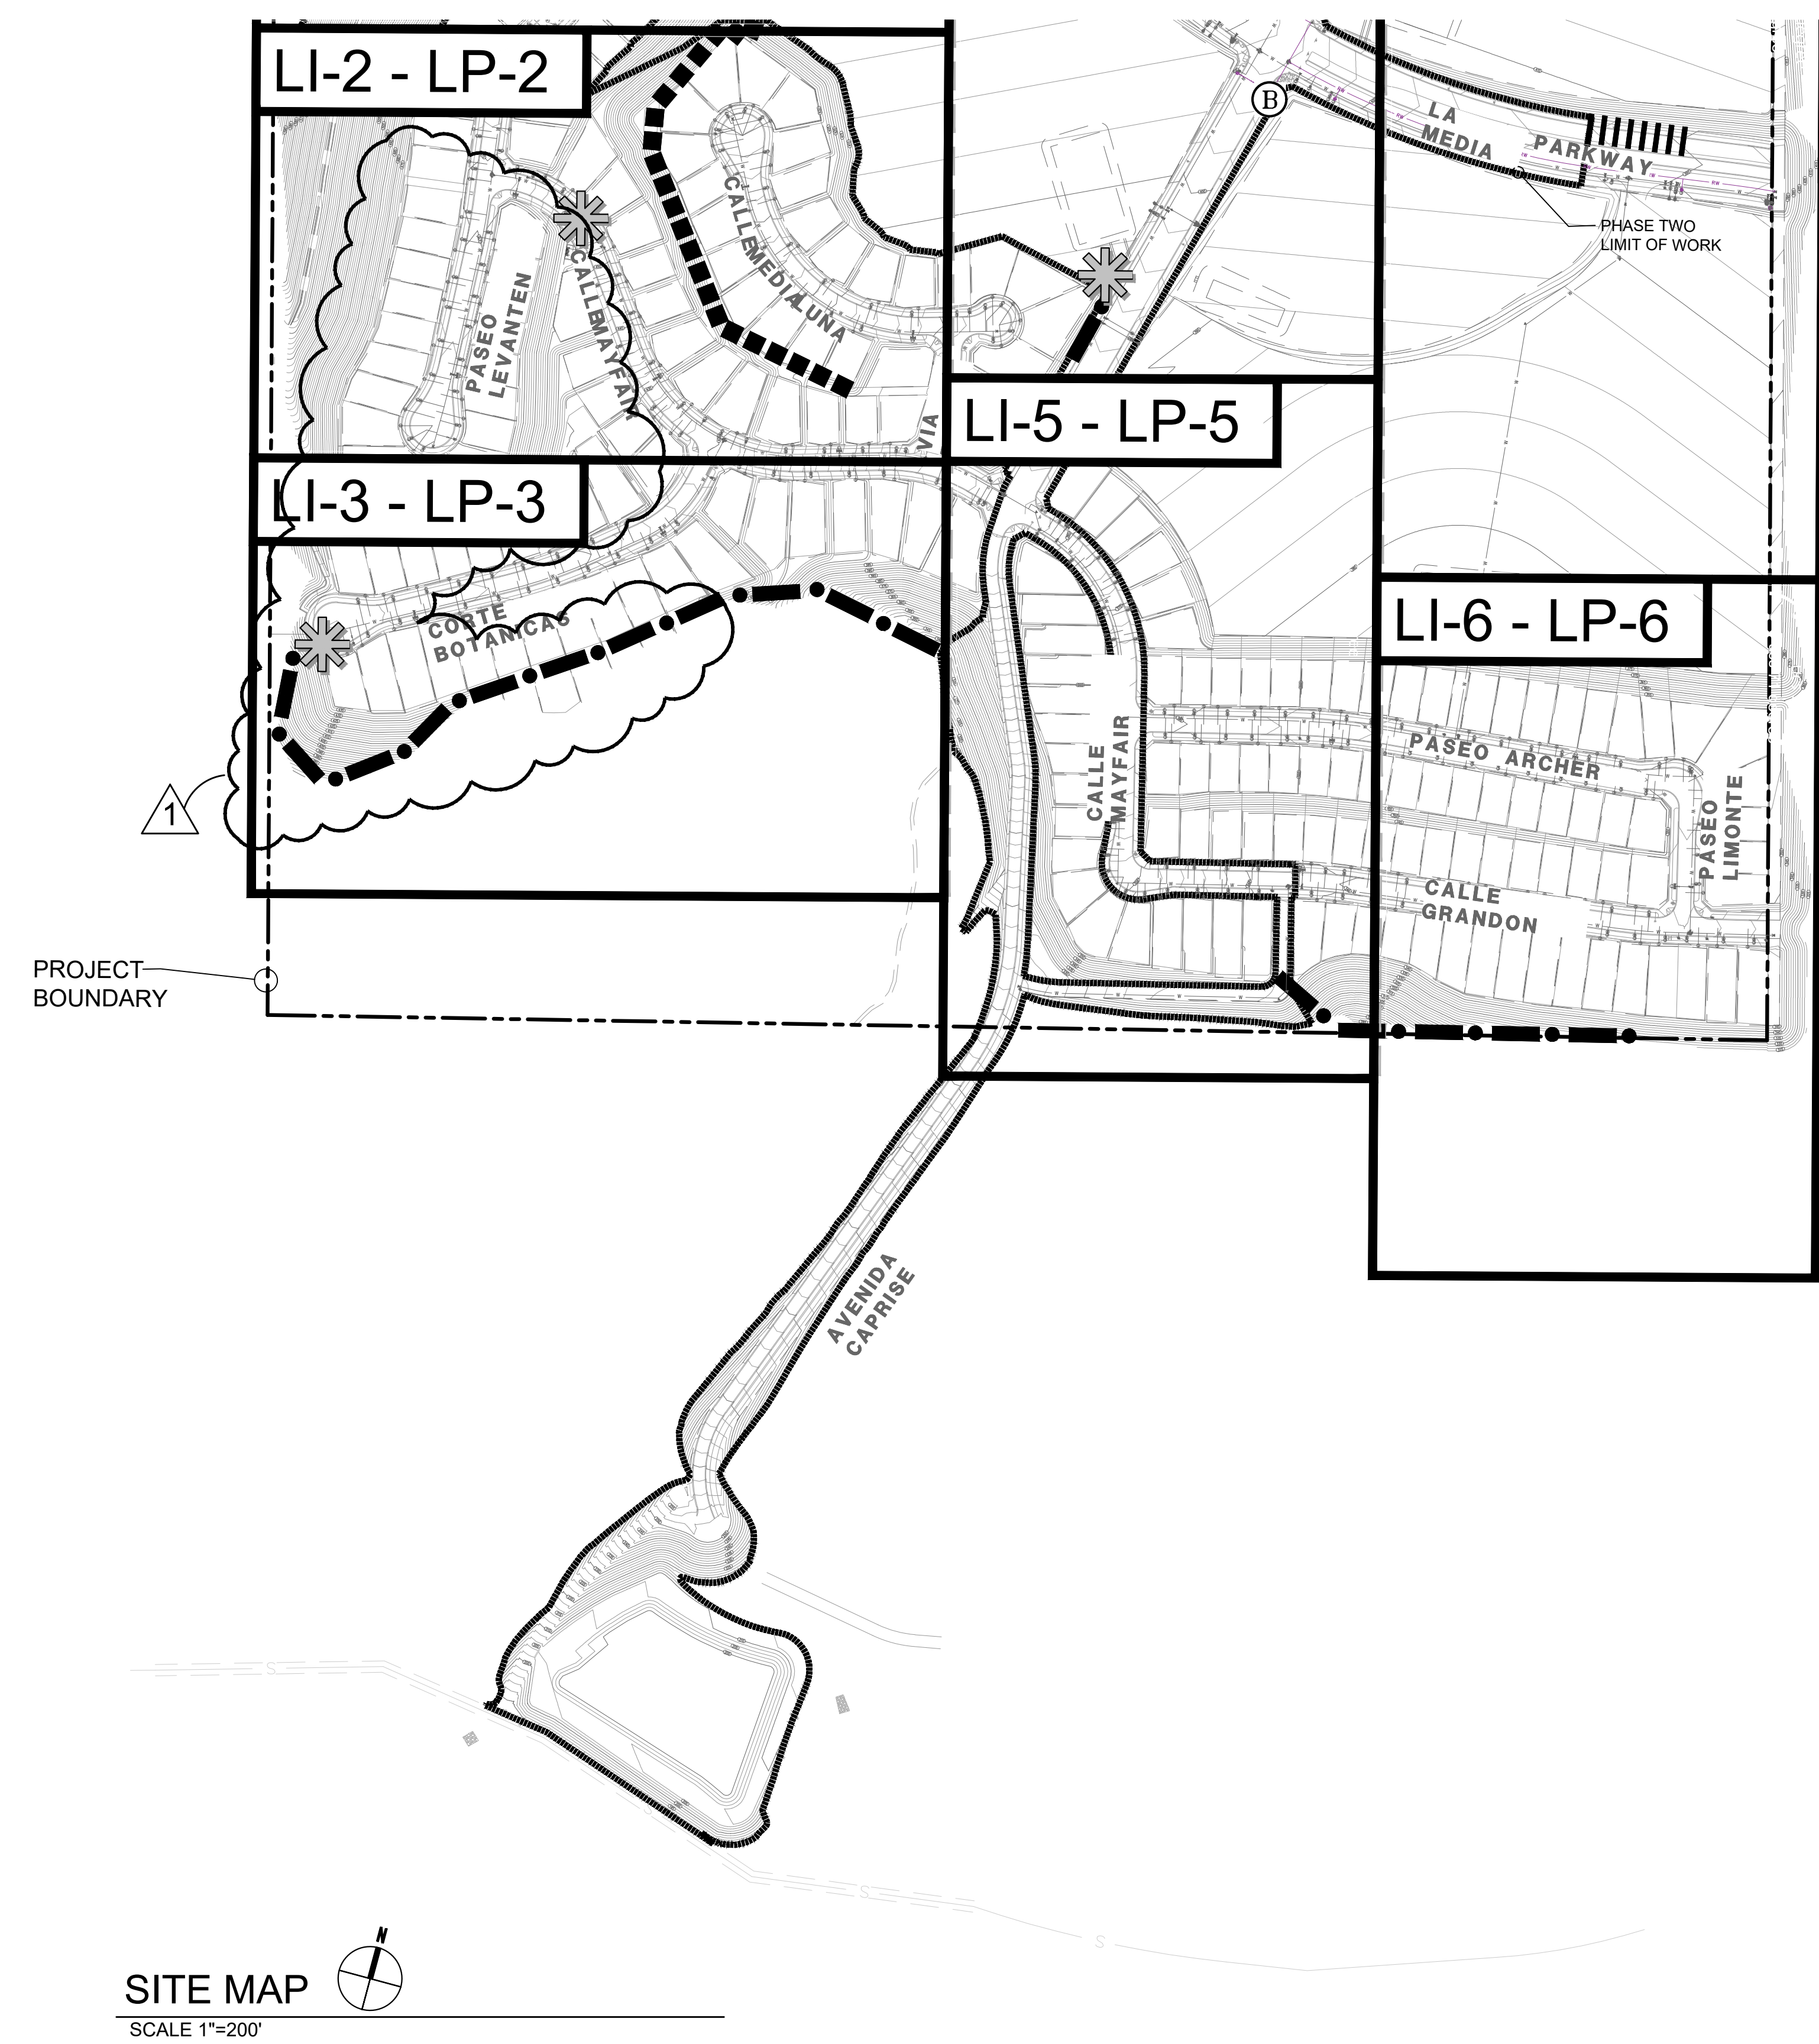 LI-2 - LP-2
B
LA
MEDIA
PARKWAY
PHASE TWO
LIMIT OF WORK
CALLE
MEDIA
LUNA
PASEO
LEVANTEN
CALLE
MAYFAIR
VIA
LI-5 - LP-5
LI-3 - LP-3
CORTE
BOTANICAS
LI-6 - LP-6
1
CALLE
MAYFAIR
PASEO ARCHER
PASEO
LIMONTE
CALLE
GRANDON
PROJECT
BOUNDARY
AVENIDA
CAPRISE
S
S
S
N
SITE MAP
SCALE 1"=200'